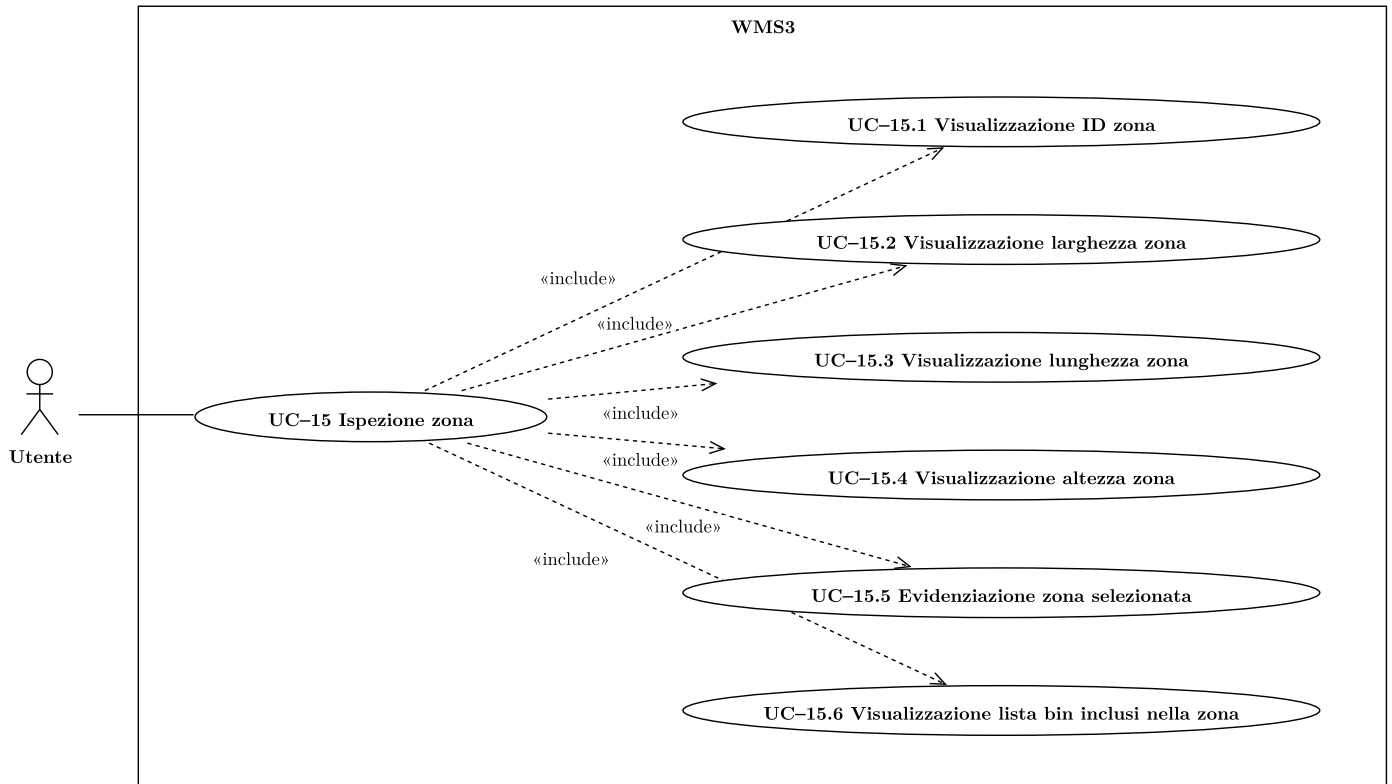 WMS3
UC–15.1 Visualizzazione ID zona
UC–15.2 Visualizzazione larghezza zona
«include»
«include»
UC–15.3 Visualizzazione lunghezza zona
«include»
UC–15 Ispezione zona
Utente
«include»
UC–15.4 Visualizzazione altezza zona
«include»
«include»
UC–15.5 Evidenziazione zona selezionata
UC–15.6 Visualizzazione lista bin inclusi nella zona